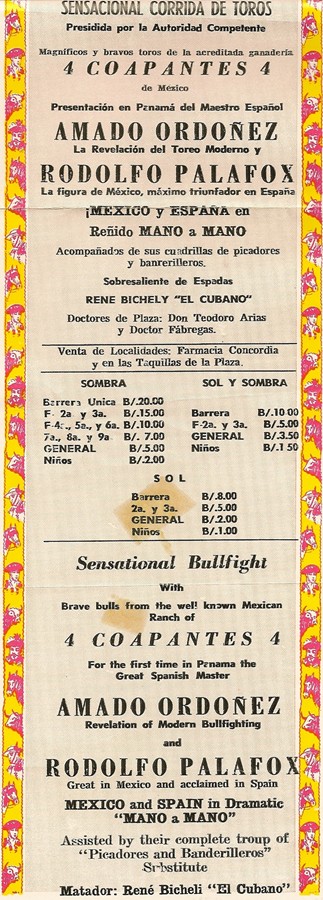 SENSACIONAL CORRIDA DE TOROS
Presidida por la Autoridad Competente
Magníficos y bravos toros de la acreditada ganadería
4 COAPANTES 4
de México
Presentación en Panamá del Maestro Español
AMADO ORDOÑEZ
La Revelación del Toreo Moderno y
RODOLFO PALAFOX
La figura de México, máximo triunfador en España
¡MEXICO y ESPAÑA en
Reñido MANO a MANO
Acompañados de sus cuadrillas de picadores
y banrerilleros.
Sobresaliente de Espadas
RENE BICHELY "EL CUBANO"
Doctores de Plaza: Don Teodoro Arias
y Doctor Fábregas.
Venta de Localidades: Farmacia Concordia
y en las Taquillas de la Plaza.
SOMBRA
Barrera Unica B/.20.00
F- 2a y 3a. B/.15.00
F-4a., 5a., y 6a. B/.10.00
7a., 8a. y 9a B/. 7.00
GENERAL B/.5.00
Niños B/.2.00
SOL Y SOMBRA
Barrera B/.10 00
F-2a. y 3a. B/.5.00
GENERAL B/.3.50
Niños B/.1 50
SOL
Barrera B/.8.00
2a. y 3a. B/.5.00
GENERAL B/.2.00
Niños B/.1.00
Sensational Bullfight
With
Brave bulls from the well known Mexican
Ranch of
4 COAPANTES 4
For the first time in Panama the
Great Spanish Master
AMADO ORDOÑEZ
Revelation of Modern Bullfighting
and
RODOLFO PALAFOX
Great in Mexico and acclaimed in Spain
MEXICO and SPAIN in Dramatic
"MANO a MANO"
Assisted by their complete troup of
"Picadores and Banderilleros"
Substitute
Matador: René Bicheli "El Cubano"